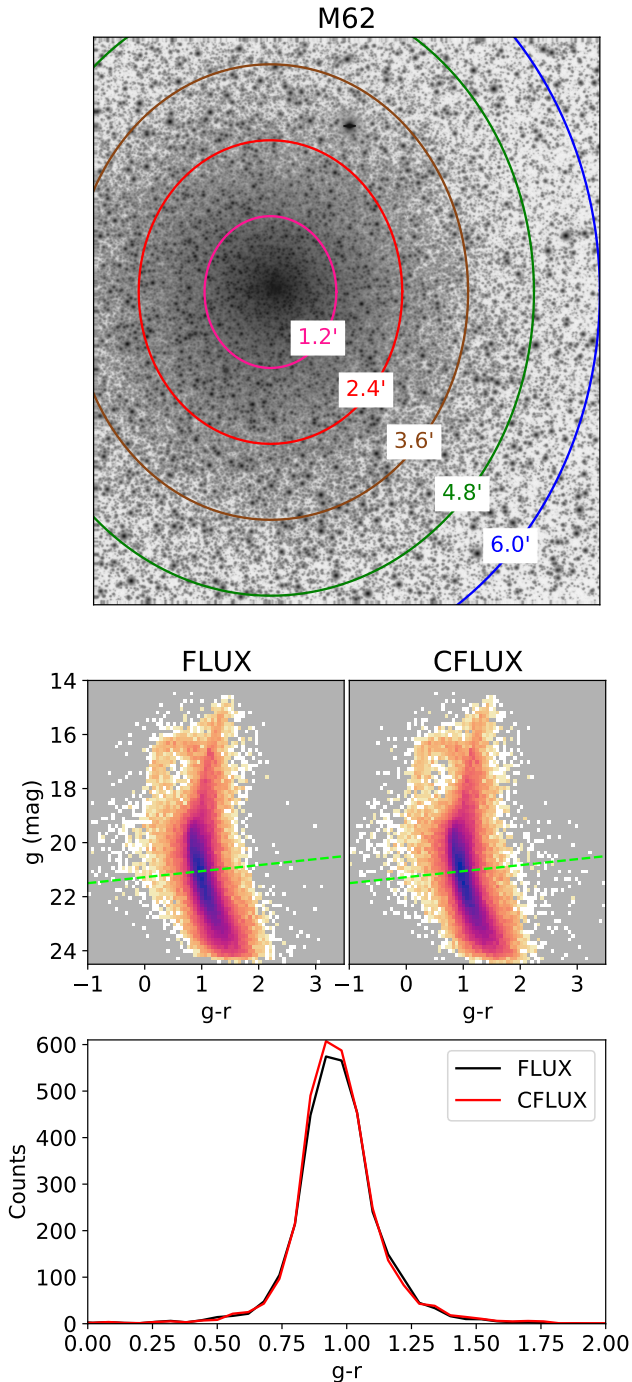 M62
1.2'
2.4'
3.6'
4.8'
6.0'
FLUX CFLUX
14
16
18
20
22
24
g (mag)
−1 0 1 2 3 −1 0 1 2 3
g-r g-r
600
500
400
300
200
100
0
Counts
FLUX
CFLUX
0.00 0.25 0.50 0.75 1.00 1.25 1.50 1.75 2.00
g-r